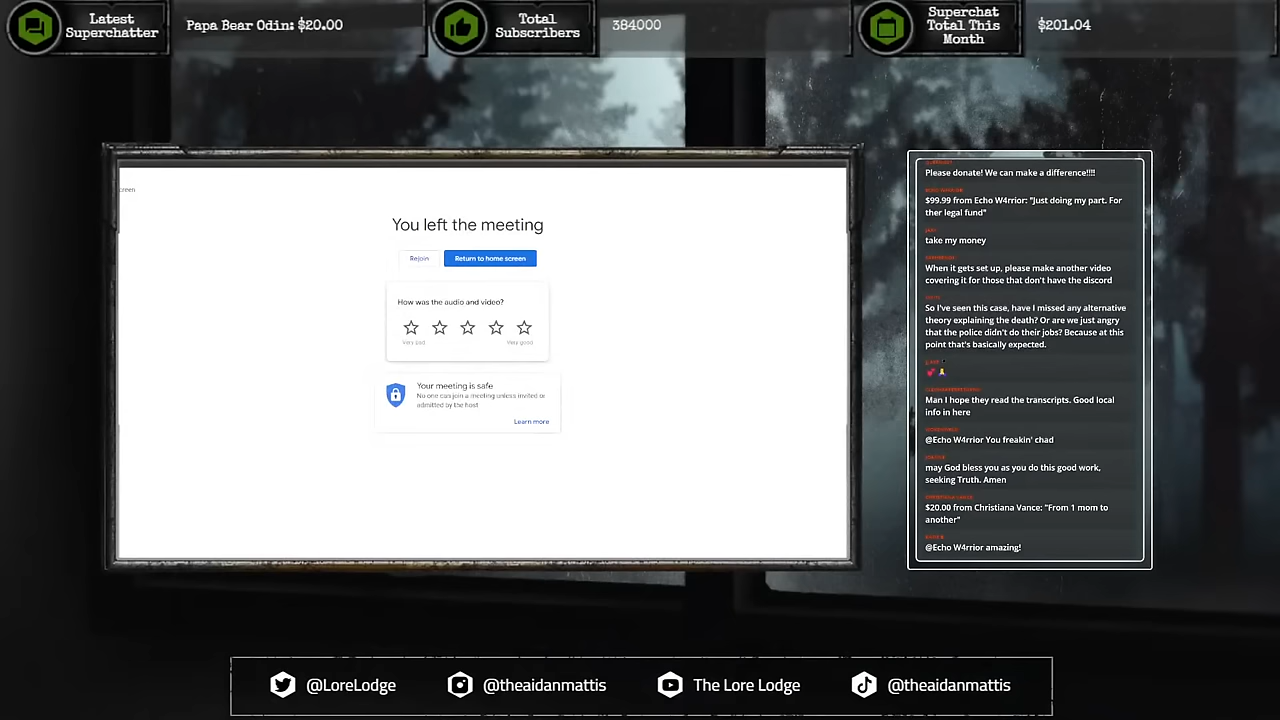 Latest
Superchatter
Papa Bear Odin: $20.00
Total
Subscribers
384000
Superchat
Total This
Month
$201.04
creen
You left the meeting
Rejoin
Return to home screen
How was the audio and video?
Very bad
Very good
Your meeting is safe
No one can join a meeting unless invited or
admitted by the host
Learn more
Please donate! We can make a difference!!!!
$99.99 from Echo W4rrior: "Just doing my part. For
ther legal fund"
take my money
When it gets set up, please make another video
covering it for those that don't have the discord
So I've seen this case, have I missed any alternative
theory explaining the death? Or are we just angry
that the police didn't do their jobs? Because at this
point that's basically expected.
Man I hope they read the transcripts. Good local
info in here
@Echo W4rrior You freakin' chad
may God bless you as you do this good work,
seeking Truth. Amen
$20.00 from Christiana Vance: "From 1 mom to
another"
@Echo W4rrior amazing!
@LoreLodge
@theaidanmattis
The Lore Lodge
@theaidanmattis